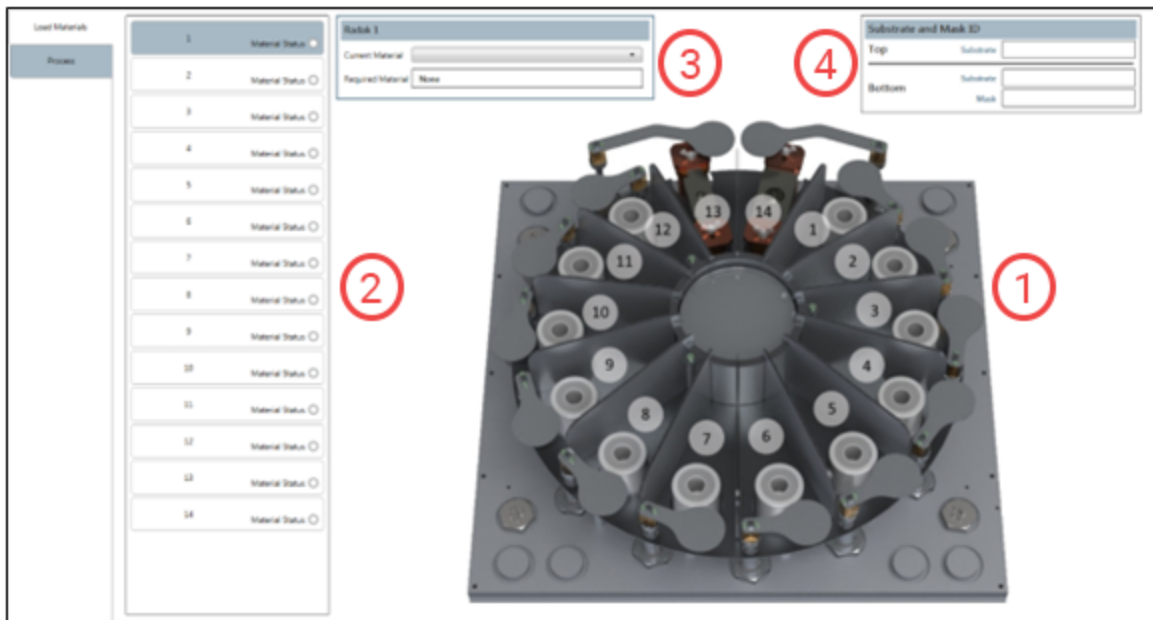 Load Materials
Process
1 Material Status
2 Material Status
3 Material Status
4 Material Status
5 Material Status
6 Material Status
7 Material Status
8 Material Status
9 Material Status
10 Material Status
11 Material Status
12 Material Status
13 Material Status
14 Material Status
2
Radak 1
Current Material
Required Material None
3
4
Substrate and Mask ID
Top Substrate
Bottom
Substrate
Mask
13
14
12
1
11
2
10
3
9
4
8
5
7
6
1